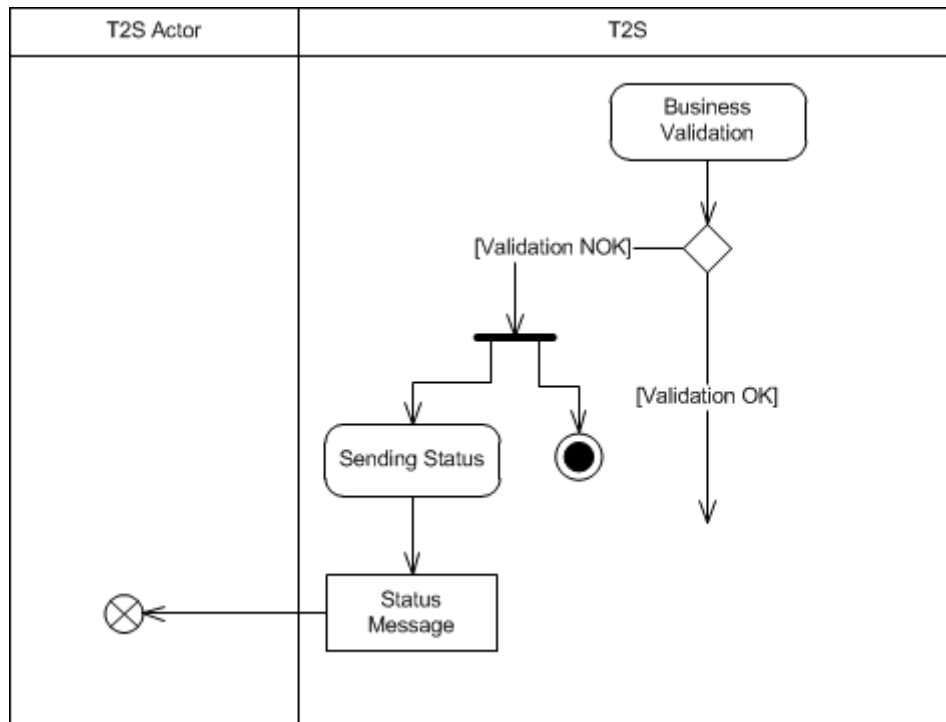 T2S Actor
T2S
Business
Validation
[Validation NOK]
[Validation OK]
Sending Status
Status
Message